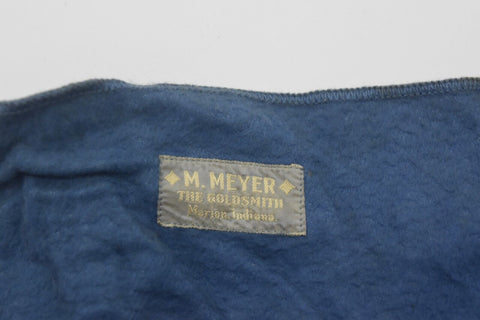 M. MEYER
THE GOLDSMITH
Marion, Indiana